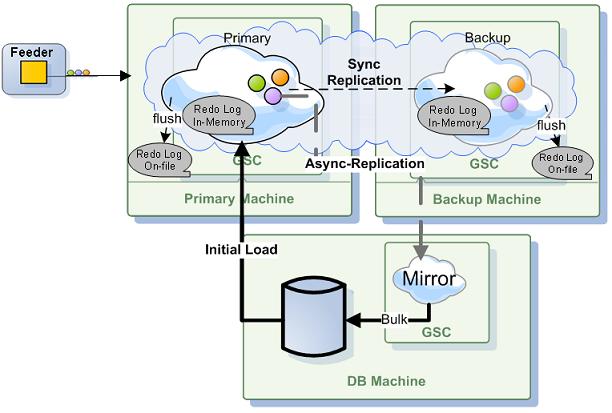 Feeder
Primary
Backup
Sync
Replication
Redo Log
In-Memory
Redo Log
In-Memory
flush
flush
Redo Log
On-file
Redo Log
On-file
GSC
Async-Replication
GSC
Primary Machine
Backup Machine
Initial Load
Mirror
Bulk
GSC
DB Machine